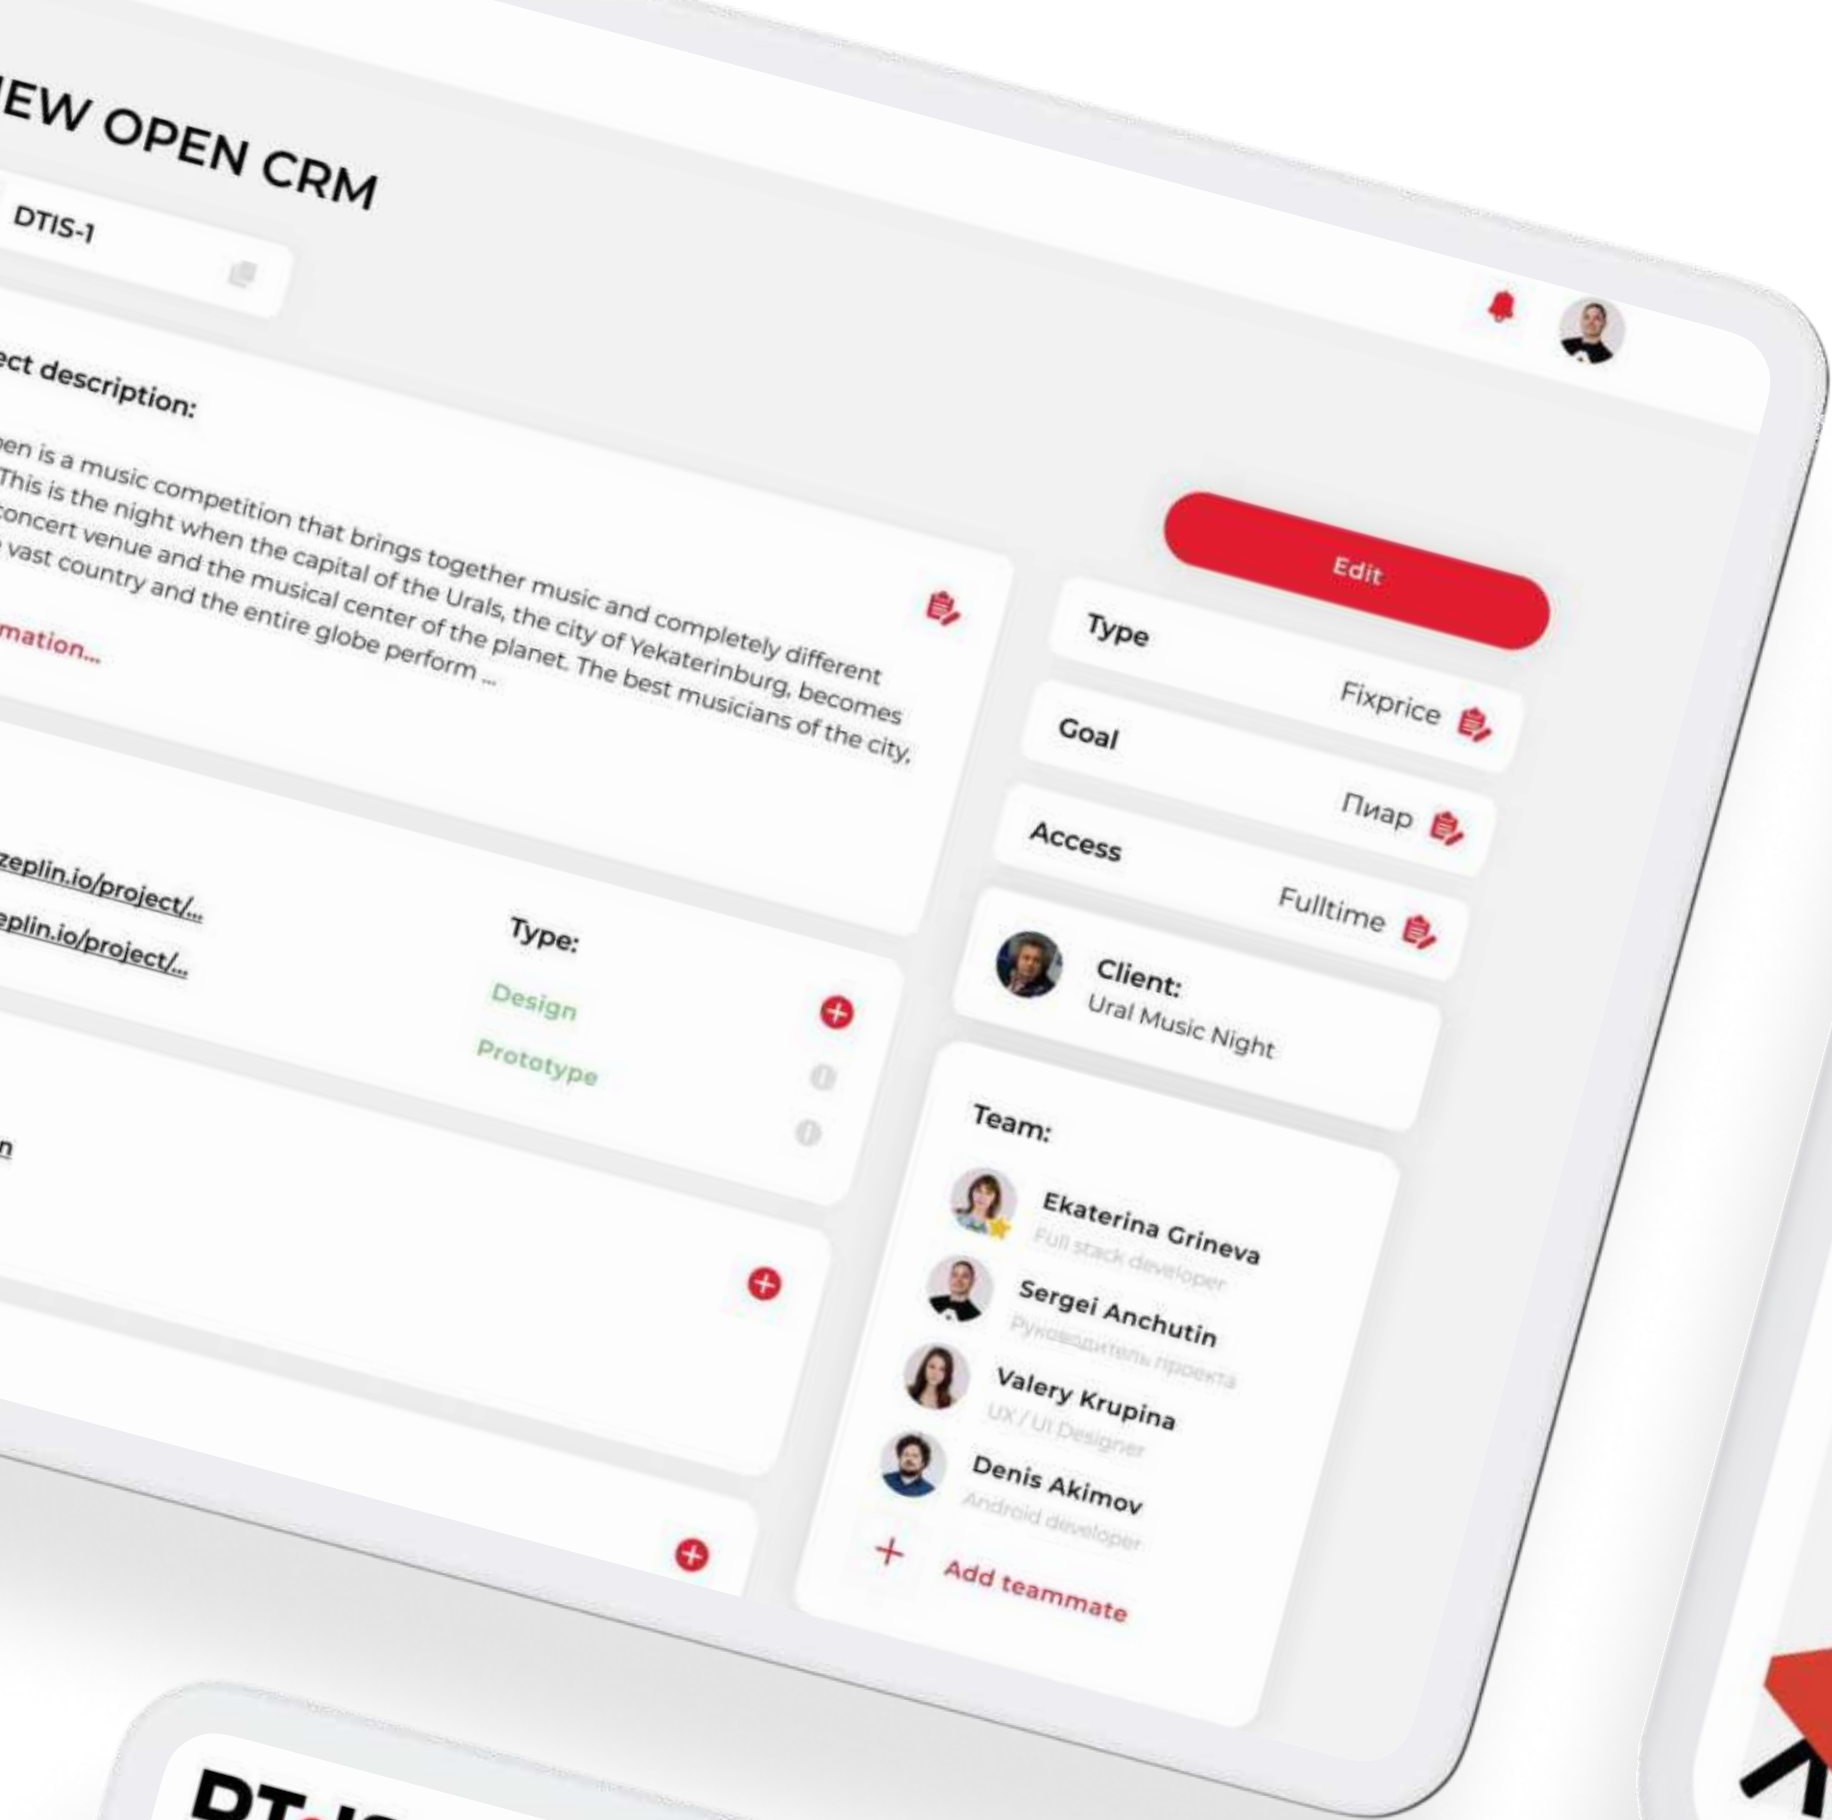 EW OPEN CRM
DTIS-1
ect description:
en is a music competition that brings together music and completely different
This is the night when the capital of the Urals, the city of Yekaterinburg, becomes
concert venue and the musical center of the planet. The best musicians of the city,
vast country and the entire globe perform ...
mation...
zeplin.io/project/...
eplin.io/project/...
Type:
Design
Prototype
n
Edit
Type
Fixprice
Goal
Пиар
Access
Fulltime
Client:
Ural Music Night
Team:
Ekaterina Grineva
Full stack developer
Sergei Anchutin
Руководитель проекта
Valery Krupina
UX / UI Designer
Denis Akimov
Android developer
+ Add teammate